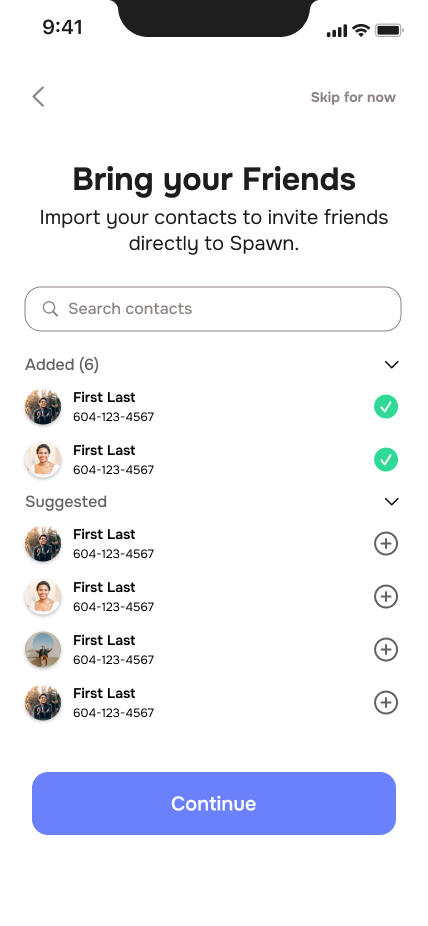 9:41
Skip for now
Bring your Friends
Import your contacts to invite friends
directly to Spawn.
Search contacts
Added (6)
First Last
604-123-4567
First Last
604-123-4567
Suggested
First Last
604-123-4567
First Last
604-123-4567
First Last
604-123-4567
First Last
604-123-4567
Continue